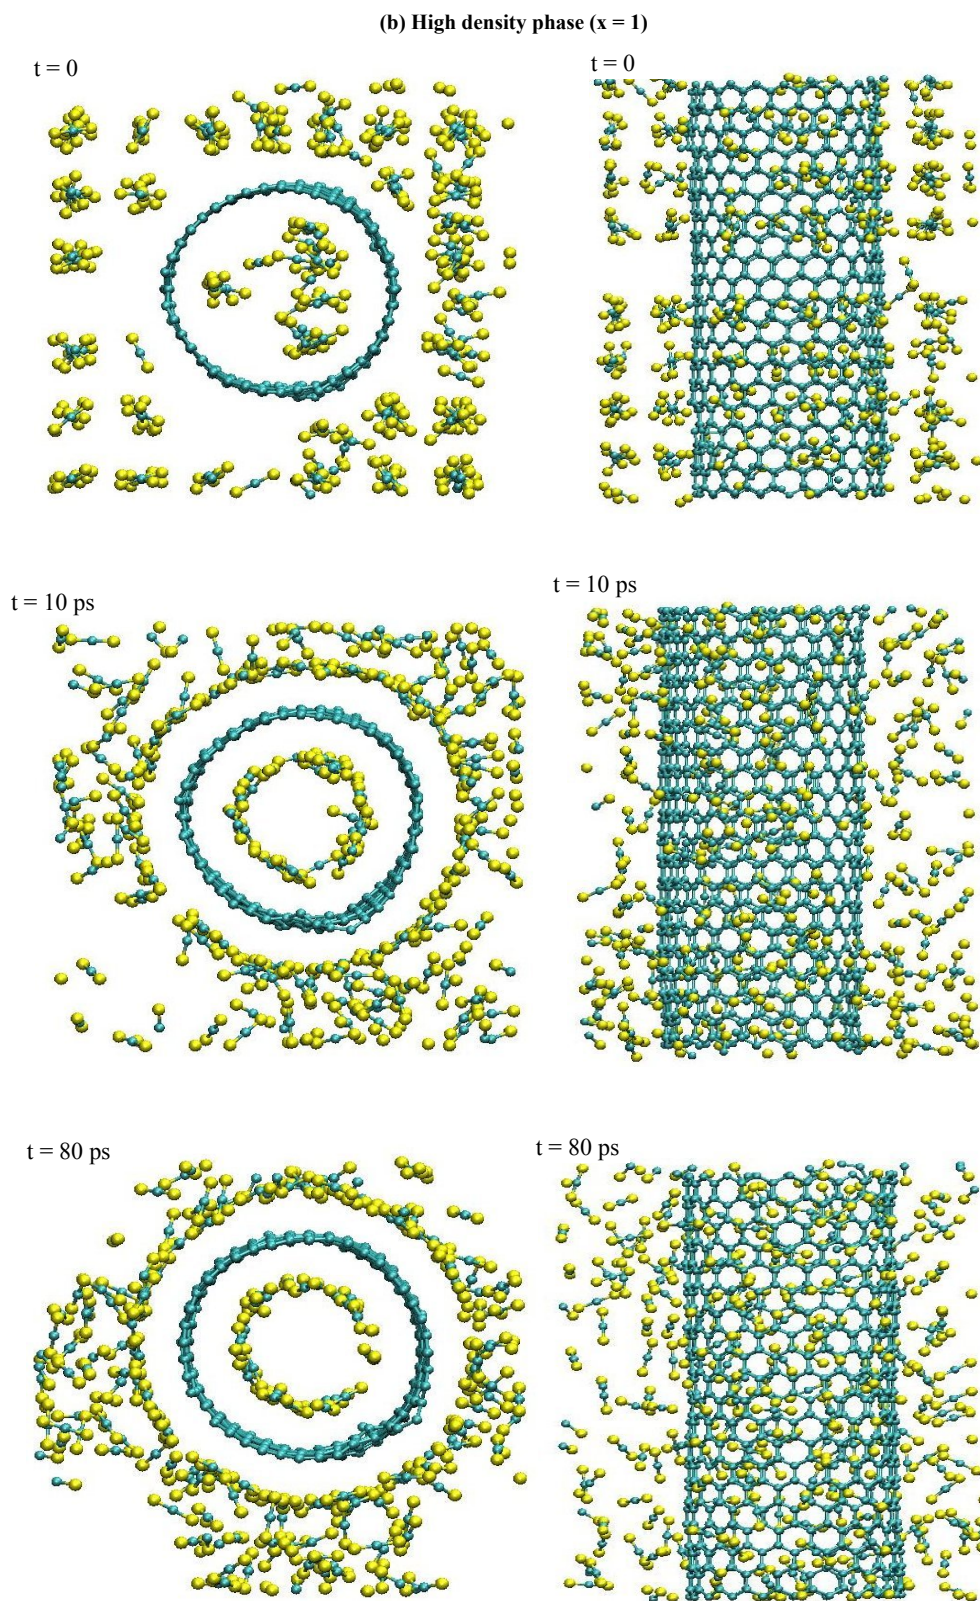 (b) High density phase (x = 1)
t = 0
t = 0
t = 10 ps
t = 10 ps
t = 80 ps
t = 80 ps